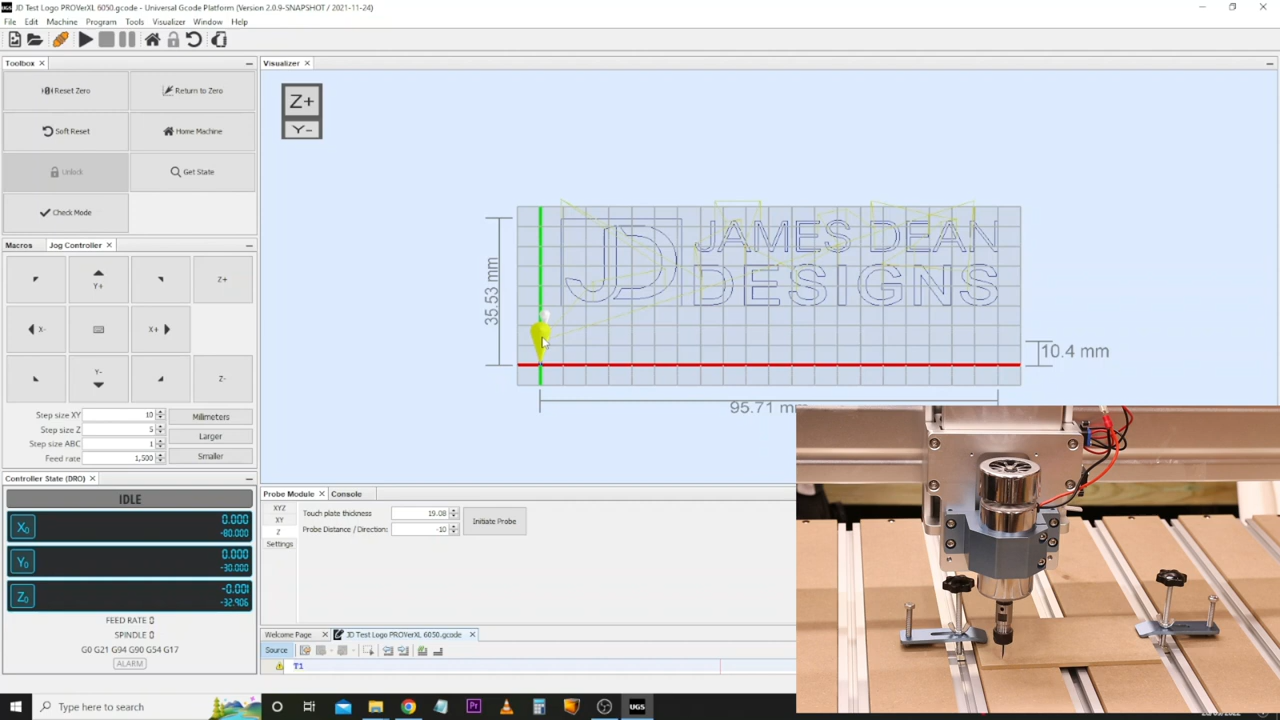 JD Test Logo PROVerXL 6050.gcode - Universal Gcode Platform (Version 2.0.9-SNAPSHOT / 2021-11-24)
File Edit Machine Program Tools Visualizer Window Help
Toolbox
Visualizer
Reset Zero
Return to Zero
Soft Reset
Home Machine
Unlock
Get State
Check Mode
Z+
Y-
JD JAMES DEAN
DESIGNS
35.53 mm
10.4 mm
95.71 mm
Macros Jog Controller
Y+
Z+
X-
X+
Y-
Z-
Step size XY 10 Milimeters
Step size Z 5
Larger
Step size ABC 1
Feed rate 1,500 Smaller
Controller State (DRO)
IDLE
X0 0.000
-80.000
Y0 0.000
-30.000
Z0 -0.001
-32.906
FEED RATE 0
SPINDLE 0
G0 G21 G94 G90 G54 G17
ALARM
Probe Module Console
XYZ
XY
Z
Settings
Touch plate thickness 19.08
Probe Distance / Direction: -10
Initiate Probe
Welcome Page JD Test Logo PROVerXL 6050.gcode
Source
T1
Type here to search
UGS